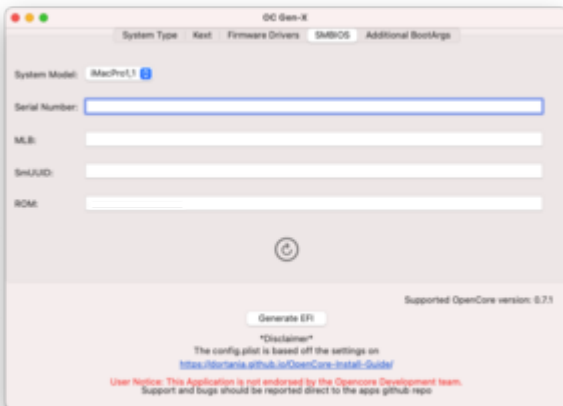 OC Gen-X
System Type Kext Firmware Drivers SMBIOS Additional BootArgs
System Model: iMacPro1,1
Serial Number:
MLB:
SmUUID:
ROM:
Supported OpenCore version: 0.7.1
Generate EFI
*Disclaimer*
The config.plist is based off the settings on
https://dortania.github.io/OpenCore-Install-Guide/
User Notice: This Application is not endorsed by the Opencore Development team.
Support and bugs should be reported direct to the apps github repo